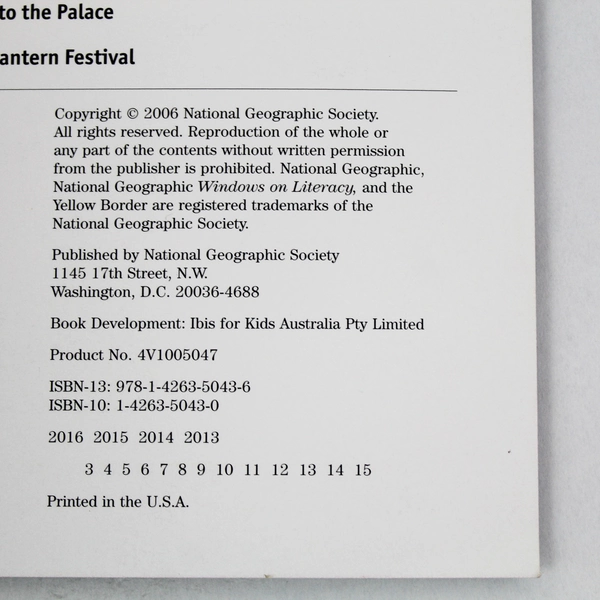 to the Palace
antern Festival
Copyright © 2006 National Geographic Society.
All rights reserved. Reproduction of the whole or
any part of the contents without written permission
from the publisher is prohibited. National Geographic,
National Geographic Windows on Literacy, and the
Yellow Border are registered trademarks of the
National Geographic Society.
Published by National Geographic Society
1145 17th Street, N.W.
Washington, D.C. 20036-4688
Book Development: Ibis for Kids Australia Pty Limited
Product No. 4V1005047
ISBN-13: 978-1-4263-5043-6
ISBN-10: 1-4263-5043-0
2016 2015 2014 2013
3 4 5 6 7 8 9 10 11 12 13 14 15
Printed in the U.S.A.